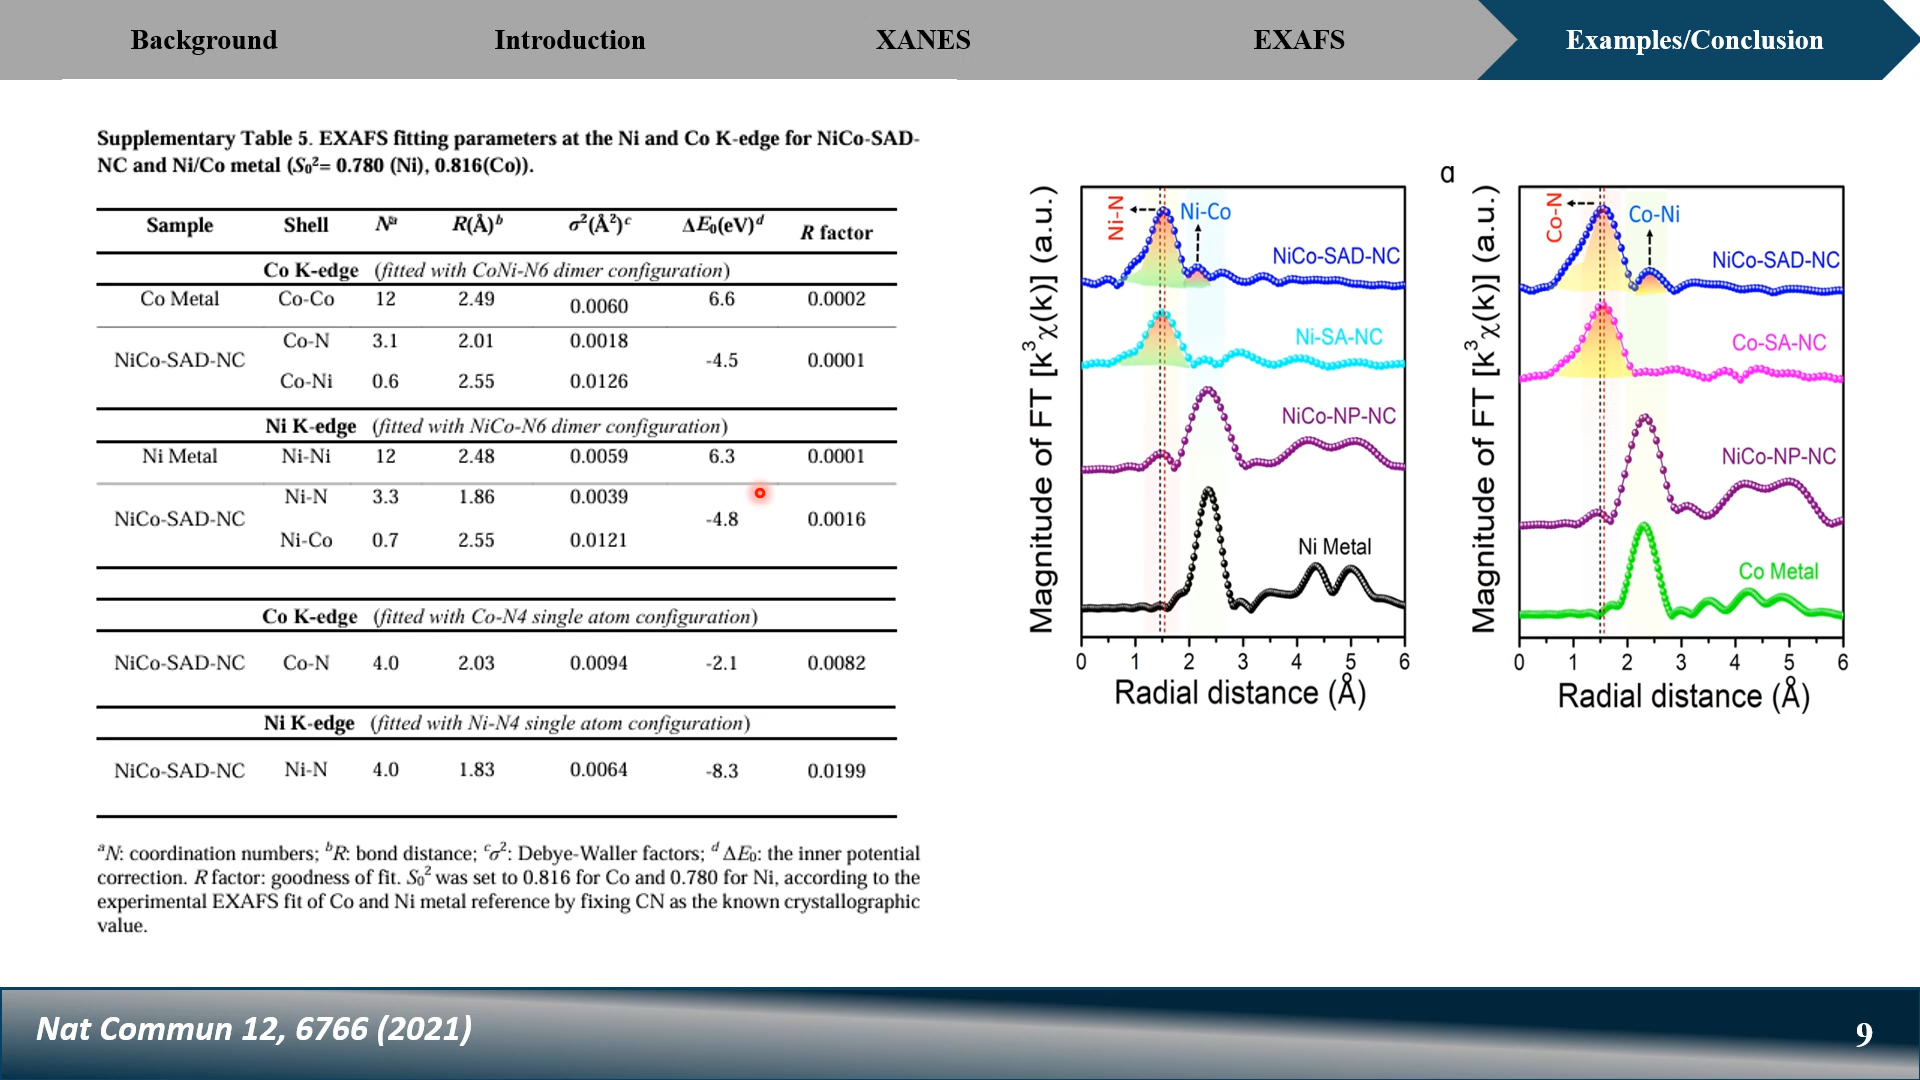 Background Introduction XANES EXAFS Examples/Conclusion
Supplementary Table 5. EXAFS fitting parameters at the Ni and Co K-edge for NiCo-SAD-
NC and Ni/Co metal (S₀²= 0.780 (Ni), 0.816(Co)).
Sample Shell Nᵃ R(Å)ᵇ σ²(Å²)ᶜ ΔE₀(eV)ᵈ R factor
Co K-edge (fitted with CoNi-N6 dimer configuration)
Co Metal Co-Co 12 2.49 0.0060 6.6 0.0002
Co-N 3.1 2.01 0.0018
NiCo-SAD-NC -4.5 0.0001
Co-Ni 0.6 2.55 0.0126
Ni K-edge (fitted with NiCo-N6 dimer configuration)
Ni Metal Ni-Ni 12 2.48 0.0059 6.3 0.0001
Ni-N 3.3 1.86 0.0039
NiCo-SAD-NC -4.8 0.0016
Ni-Co 0.7 2.55 0.0121
Co K-edge (fitted with Co-N4 single atom configuration)
NiCo-SAD-NC Co-N 4.0 2.03 0.0094 -2.1 0.0082
Ni K-edge (fitted with Ni-N4 single atom configuration)
NiCo-SAD-NC Ni-N 4.0 1.83 0.0064 -8.3 0.0199
ᵃN: coordination numbers; ᵇR: bond distance; ᶜσ²: Debye-Waller factors; ᵈ ΔE₀: the inner potential
correction. R factor: goodness of fit. S₀² was set to 0.816 for Co and 0.780 for Ni, according to the
experimental EXAFS fit of Co and Ni metal reference by fixing CN as the known crystallographic
value.
Magnitude of FT [k³χ(k)] (a.u.)
Ni-N
Ni-Co
NiCo-SAD-NC
Ni-SA-NC
NiCo-NP-NC
Ni Metal
0 1 2 3 4 5 6
Radial distance (Å)
d
Magnitude of FT [k³χ(k)] (a.u.)
Co-N
Co-Ni
NiCo-SAD-NC
Co-SA-NC
NiCo-NP-NC
Co Metal
0 1 2 3 4 5 6
Radial distance (Å)
Nat Commun 12, 6766 (2021)
9